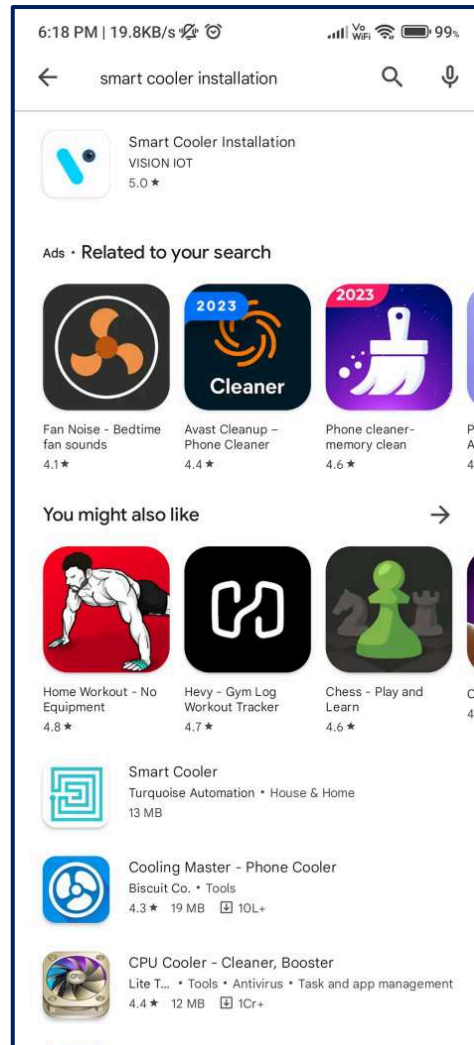 6:18 PM | 19.8KB/s
Vo WiFi 99%
smart cooler installation
Smart Cooler Installation
VISION IOT
5.0 ★
Ads • Related to your search
2023
Cleaner
2023
Fan Noise - Bedtime fan sounds
4.1 ★
Avast Cleanup – Phone Cleaner
4.4 ★
Phone cleaner- memory clean
4.6 ★
You might also like
Home Workout - No Equipment
4.8 ★
Hevy - Gym Log Workout Tracker
4.7 ★
Chess - Play and Learn
4.6 ★
Smart Cooler
Turquoise Automation • House & Home
13 MB
Cooling Master - Phone Cooler
Biscuit Co. • Tools
4.3 ★ 19 MB 10L+
CPU Cooler - Cleaner, Booster
Lite T... • Tools • Antivirus • Task and app management
4.4 ★ 12 MB 1Cr+